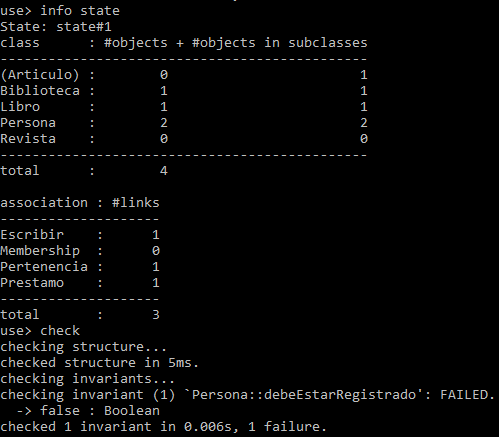 use> info state
State: state#1
class      : #objects + #objects in subclasses
----------------------------------------------
(Articulo) :        0                        1
Biblioteca :        1                        1
Libro      :        1                        1
Persona    :        2                        2
Revista    :        0                        0
----------------------------------------------
total      :        4

association : #links
--------------------
Escribir    :      1
Membership  :      0
Pertenencia :      1
Prestamo    :      1
--------------------
total       :      3
use> check
checking structure...
checked structure in 5ms.
checking invariants...
checking invariant (1) `Persona::debeEstarRegistrado': FAILED.
  -> false : Boolean
checked 1 invariant in 0.006s, 1 failure.